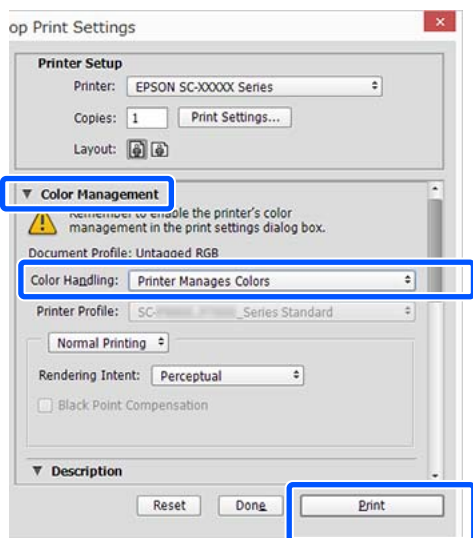 op Print Settings
Printer Setup
Printer: EPSON SC-XXXXX Series
Copies: 1 Print Settings...
Layout:
Color Management
Remember to enable the printer's color
management in the print settings dialog box.
Document Profile: Untagged RGB
Color Handling: Printer Manages Colors
Printer Profile: SC- _Series Standard
Normal Printing
Rendering Intent: Perceptual
Black Point Compensation
Description
Reset Done Print